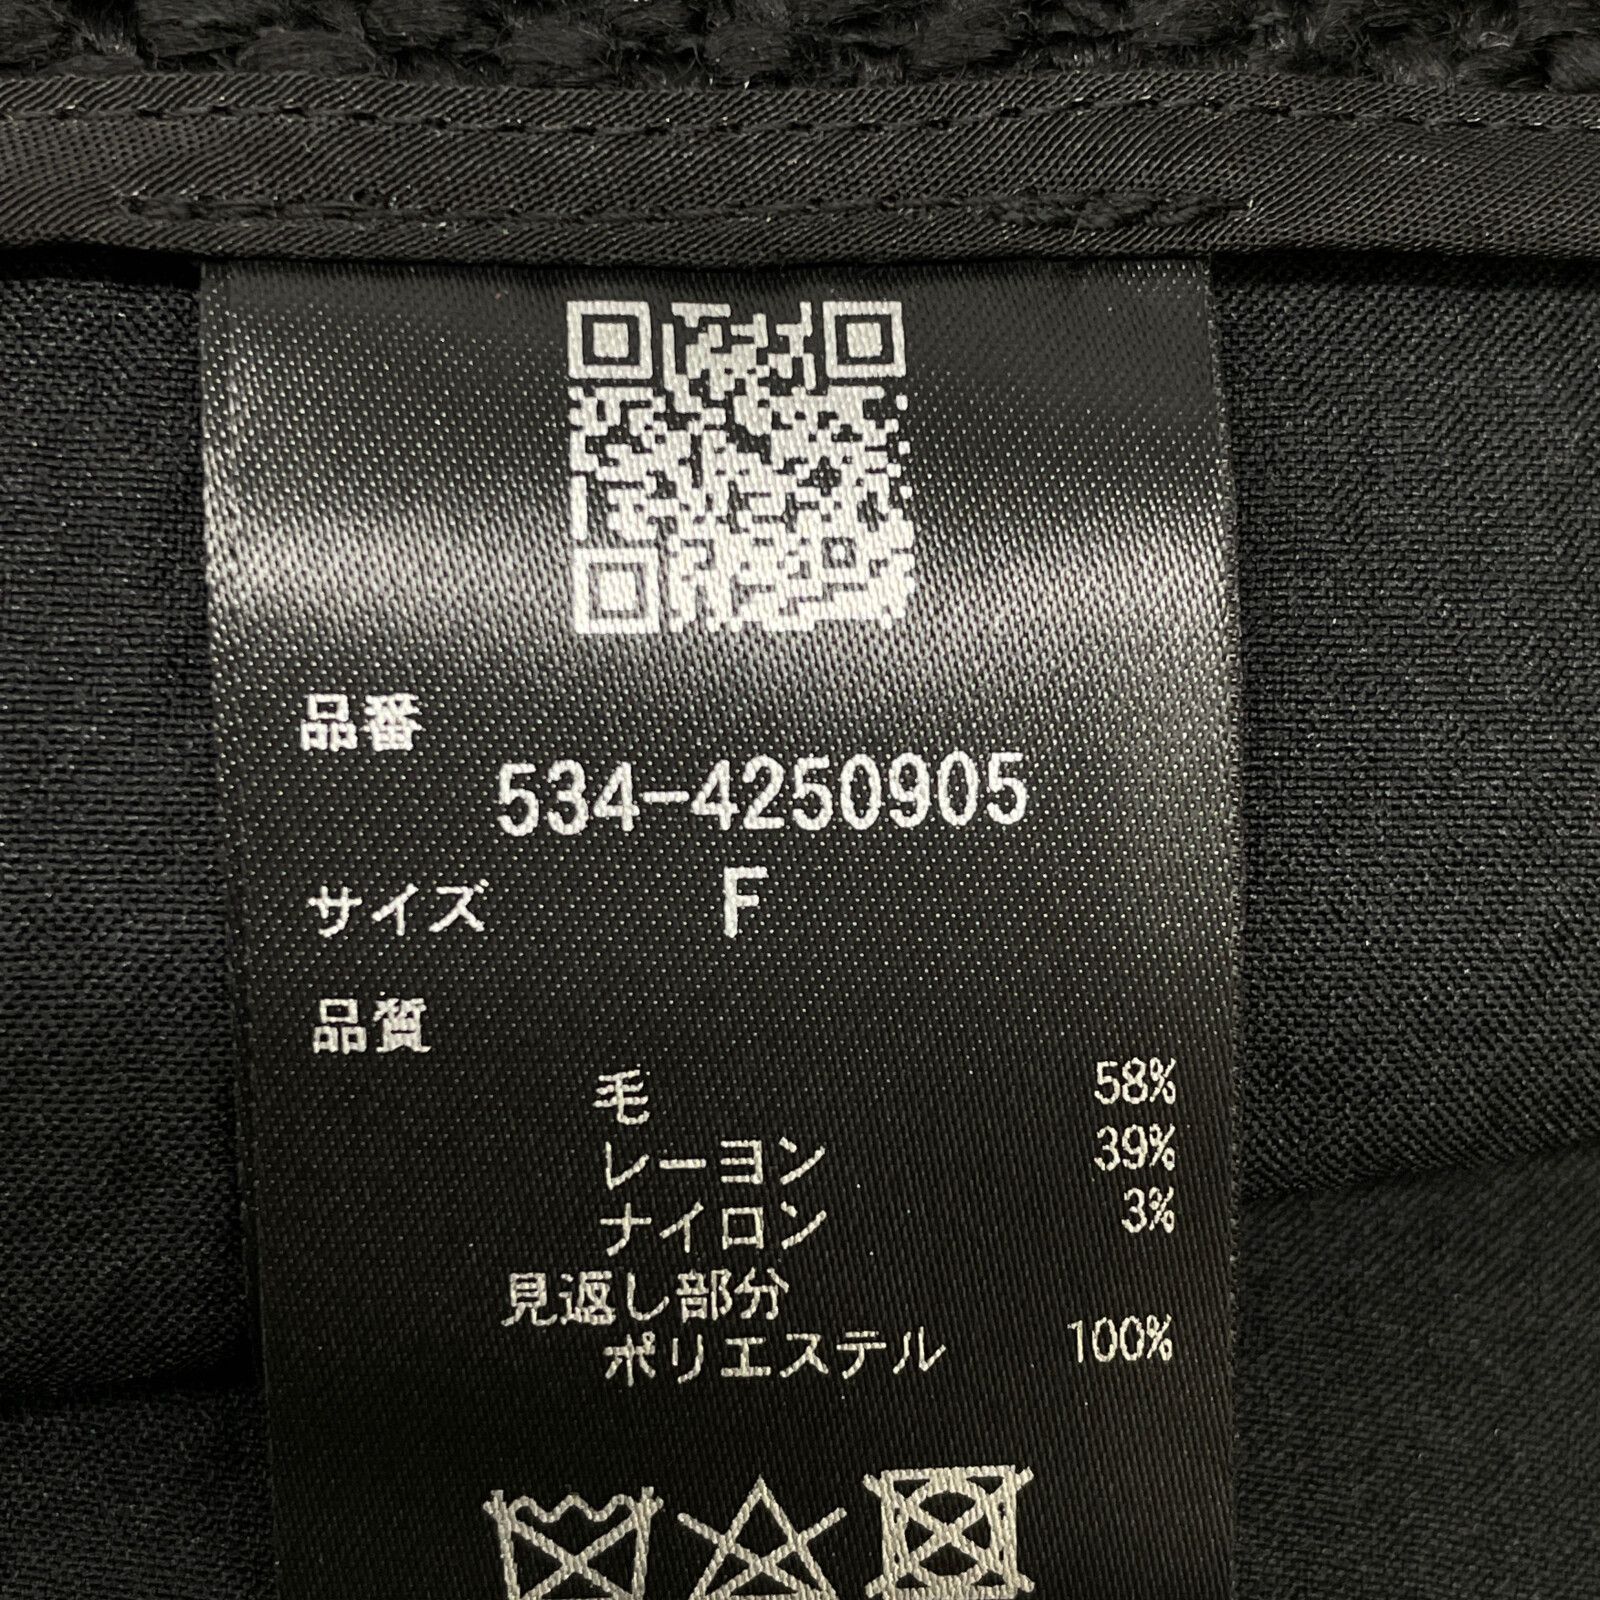 品番
534-4250905
サイズ F
品質
毛 58%
レーヨン 39%
ナイロン 3%
見返し部分
ポリエステル 100%